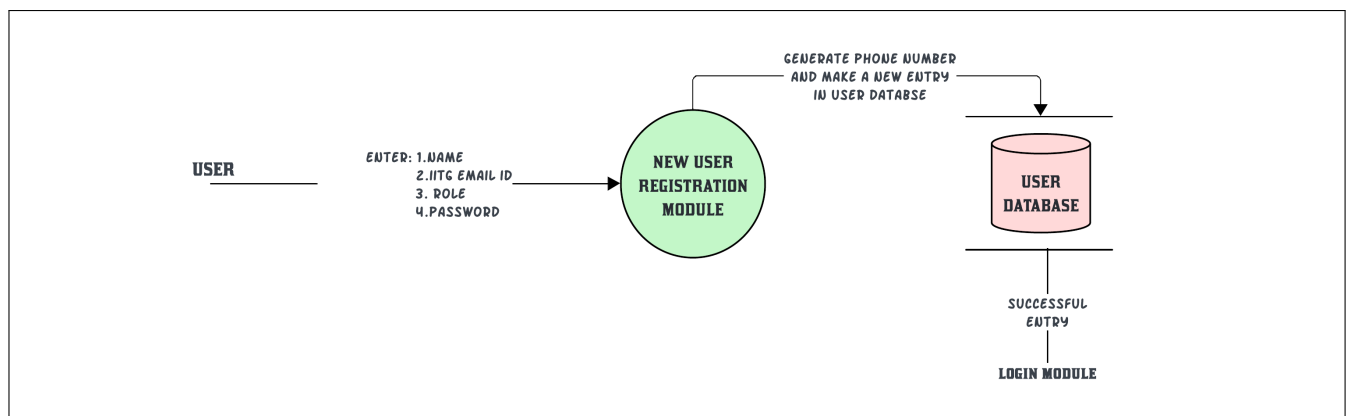 GENERATE PHONE NUMBER
AND MAKE A NEW ENTRY
IN USER DATABSE
USER
ENTER: 1.NAME
2.IITG EMAIL ID
3. ROLE
4.PASSWORD
NEW USER
REGISTRATION
MODULE
USER
DATABASE
SUCCESSFUL
ENTRY
LOGIN MODULE